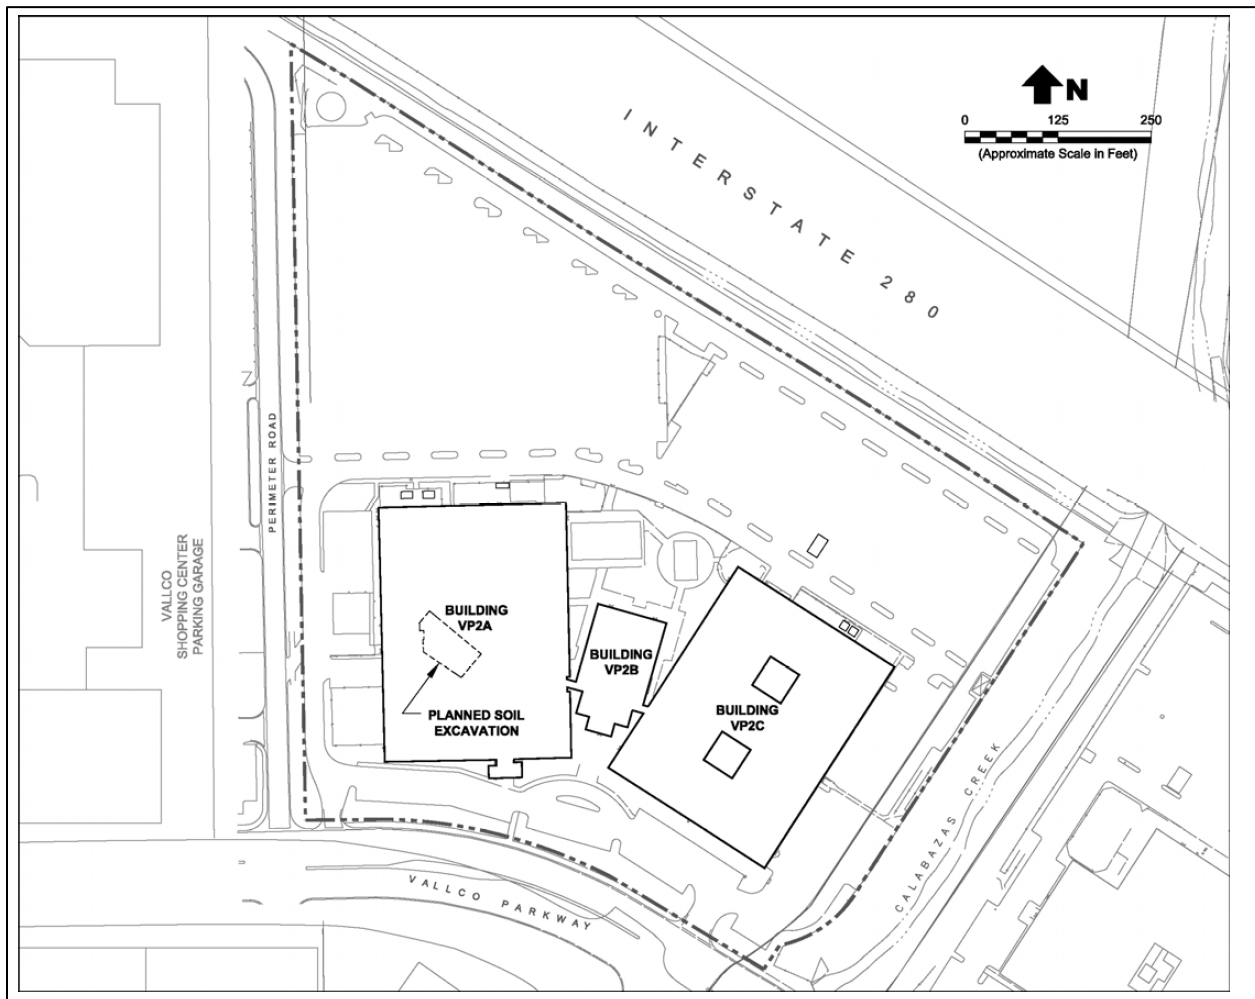 N
0 125 250
(Approximate Scale in Feet)
INTERSTATE 280
PERIMETER ROAD
VALLCO
SHOPPING CENTER
PARKING GARAGE
BUILDING
VP2A
BUILDING
VP2B
BUILDING
VP2C
PLANNED SOIL
EXCAVATION
CALABAZAS CREEK
VALLCO PARKWAY